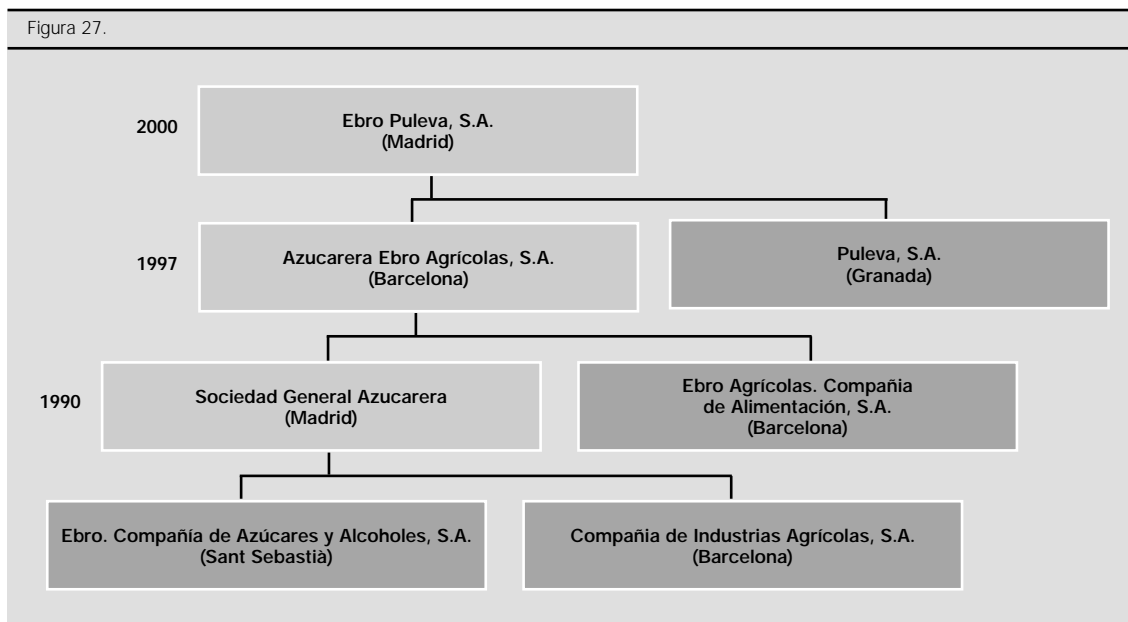 Figura 27.
2000
Ebro Puleva, S.A.
(Madrid)
1997
Azucarera Ebro Agrícolas, S.A.
(Barcelona)
Puleva, S.A.
(Granada)
1990
Sociedad General Azucarera
(Madrid)
Ebro Agrícolas. Compañia
de Alimentación, S.A.
(Barcelona)
Ebro. Compañía de Azúcares y Alcoholes, S.A.
(Sant Sebastià)
Compañia de Industrias Agrícolas, S.A.
(Barcelona)